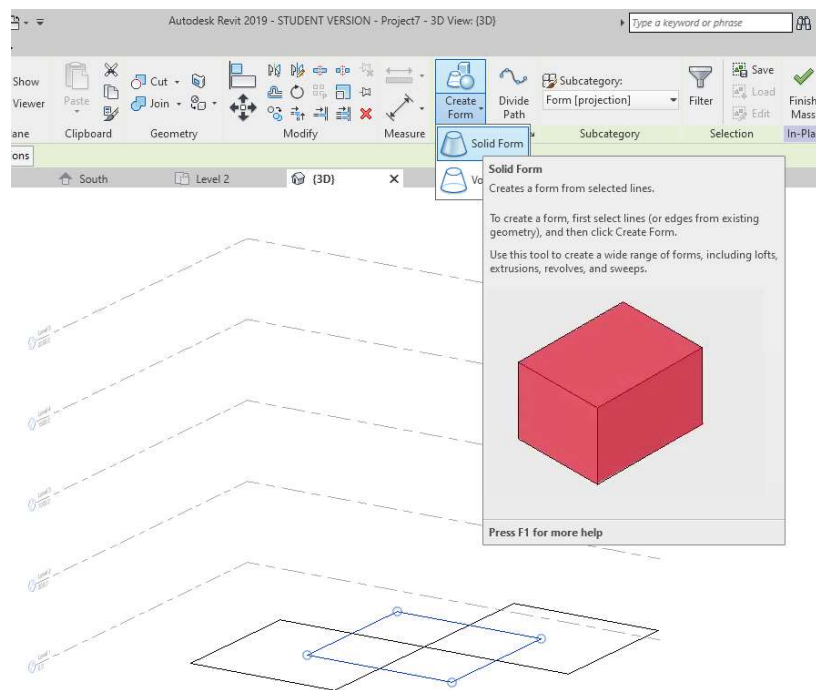 Autodesk Revit 2019 - STUDENT VERSION - Project7 - 3D View: {3D}
Type a keyword or phrase
Show
Viewer
Paste
Cut
Join
Create
Form
Divide
Path
Subcategory:
Form [projection]
Filter
Save
Load
Edit
Finish
Mass
ane
Clipboard
Geometry
Modify
Measure
Subcategory
Selection
In-Pla
ons
Solid Form
Vo
South
Level 2
{3D}
Solid Form
Creates a form from selected lines.
To create a form, first select lines (or edges from existing
geometry), and then click Create Form.
Use this tool to create a wide range of forms, including lofts,
extrusions, revolves, and sweeps.
Press F1 for more help